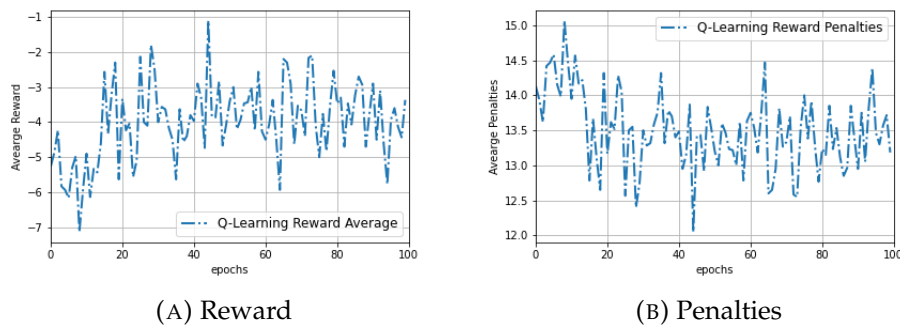 −1
−2
−3
−4
−5
−6
−7
Avearge Reward
Q-Learning Reward Average
0 20 40 60 80 100
epochs
(A) Reward
15.0
14.5
14.0
13.5
13.0
12.5
12.0
Avearge Penalties
Q-Learning Reward Penalties
0 20 40 60 80 100
epochs
(B) Penalties